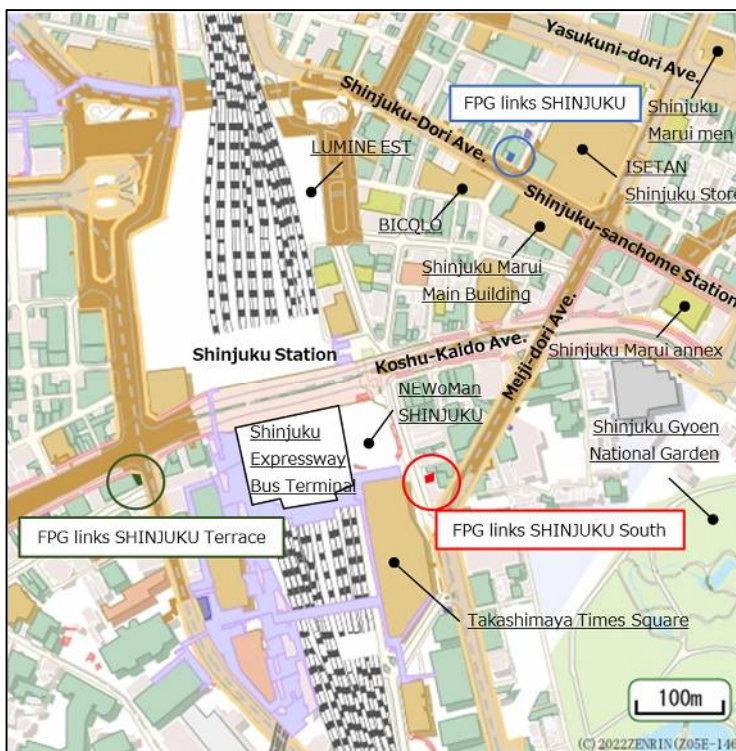 Yasukuni-dori Ave.
Shinjuku-Dori Ave.
FPG links SHINJUKU
Shinjuku
Marui men
LUMINE EST
ISETAN
Shinjuku Store
BICQLO
Shinjuku-sanchome Station
Shinjuku Marui
Main Building
Shinjuku Station
Koshu-Kaido Ave.
Meiji-dori Ave.
Shinjuku Marui annex
NEWoMan
SHINJUKU
Shinjuku
Expressway
Bus Terminal
Shinjuku Gyoen
National Garden
FPG links SHINJUKU Terrace
FPG links SHINJUKU South
Takashimaya Times Square
100m
(C) 2022ZENRIN(Z05E-146